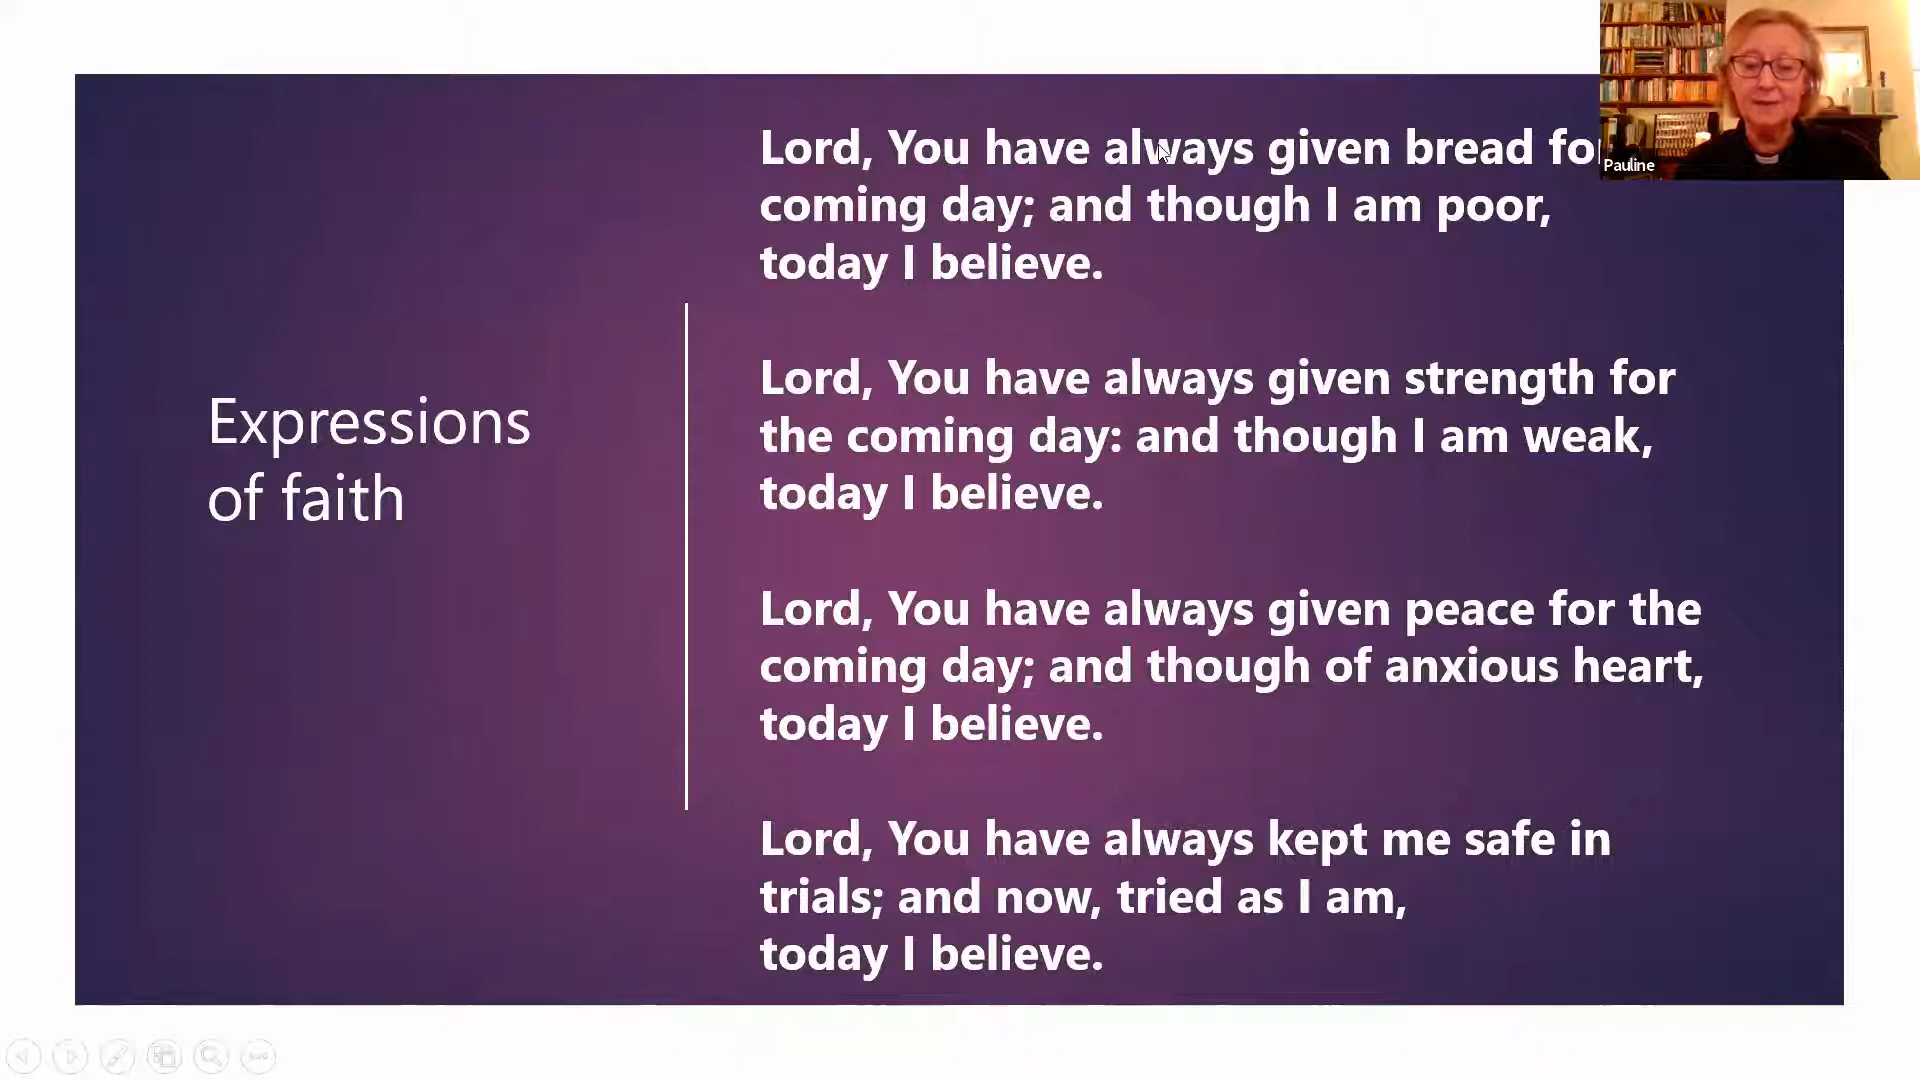 Expressions
of faith
Lord, You have always given bread
coming day; and though I am poor,
today I believe.
Lord, You have always given strength for
the coming day: and though I am weak,
today I believe.
Lord, You have always given peace for the
coming day; and though of anxious heart,
today I believe.
Lord, You have always kept me safe in
trials; and now, tried as I am,
today I believe.
Pauline